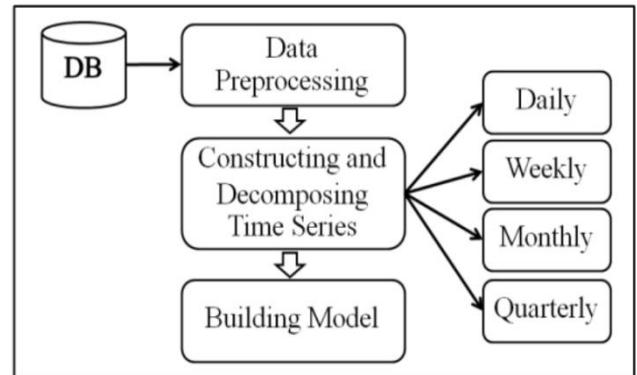 DB
Data
Preprocessing
Constructing and
Decomposing
Time Series
Building Model
Daily
Weekly
Monthly
Quarterly